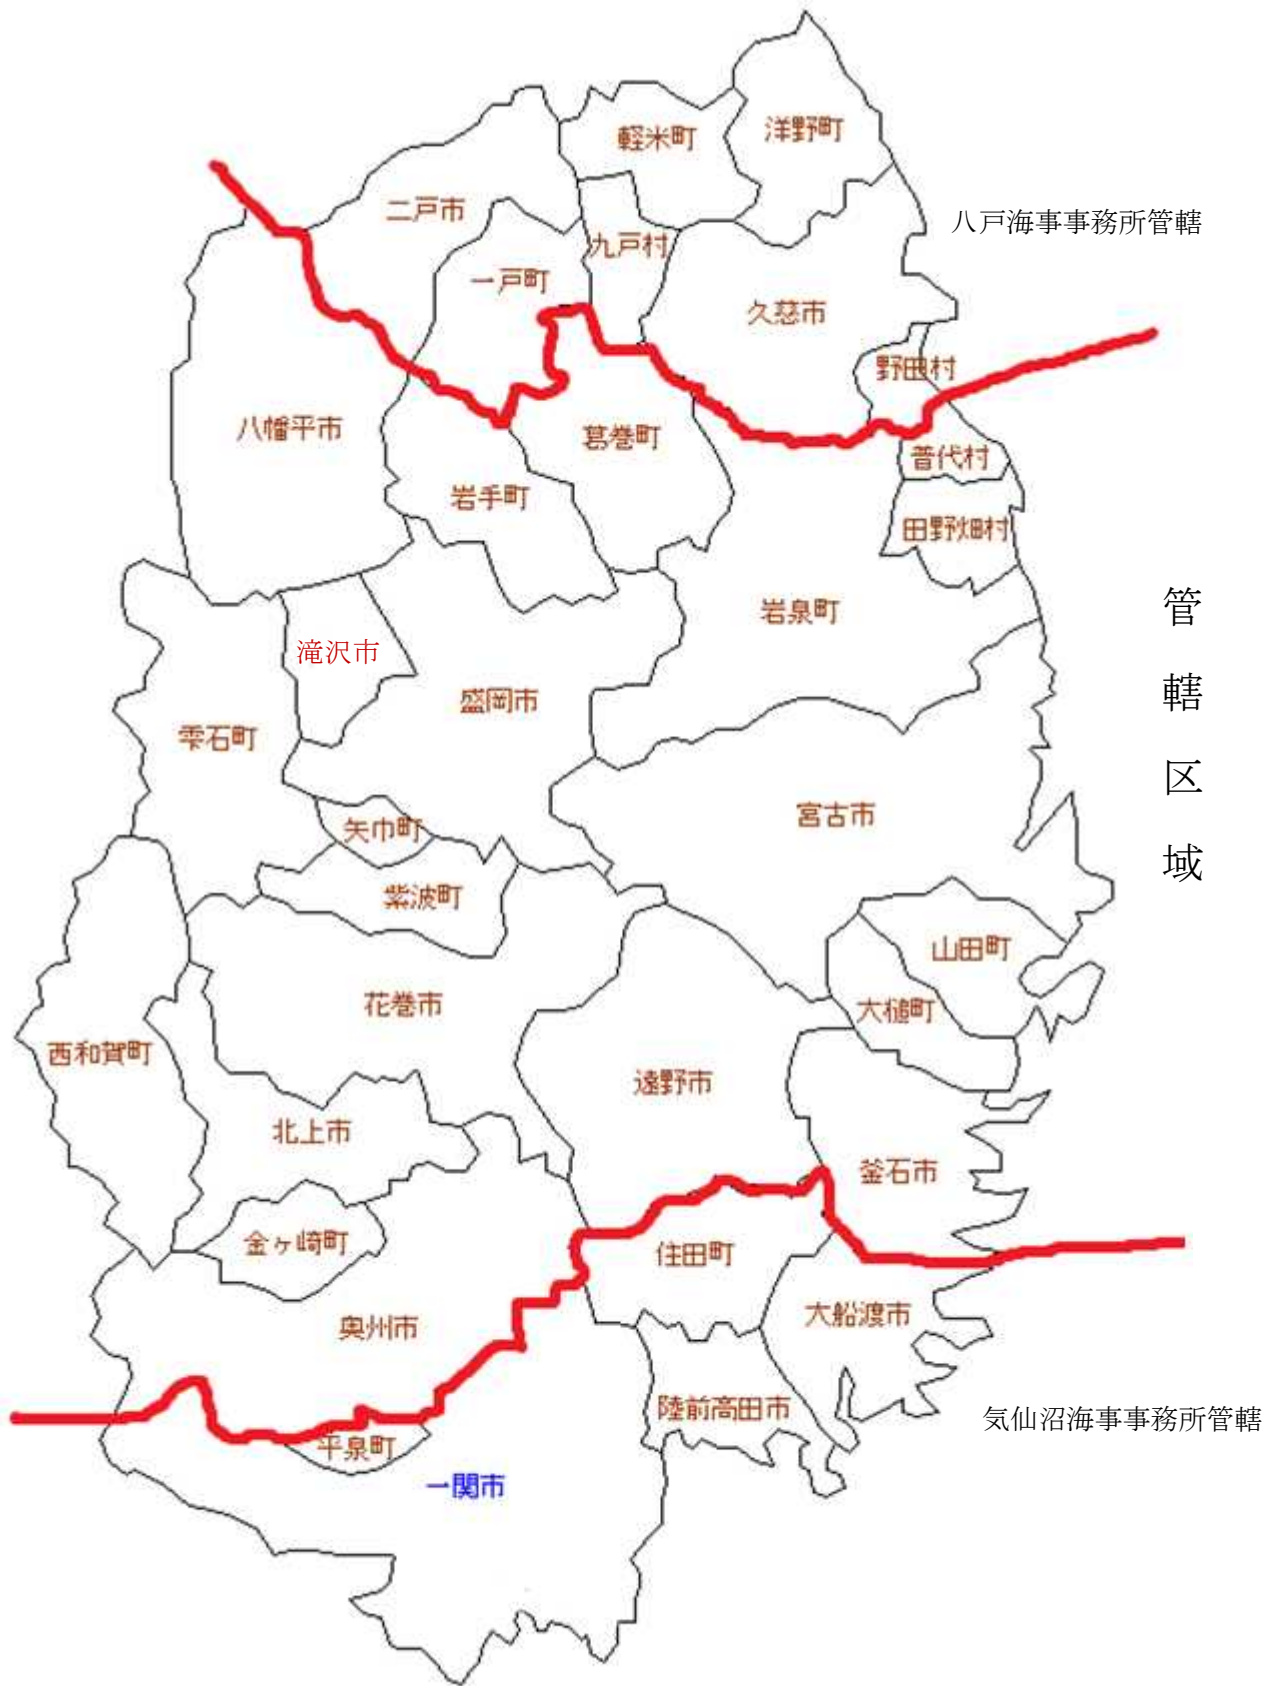 洋野町
軽米町
二戸市
八戸海事事務所管轄
九戸村
一戸町
久慈市
野田村
八幡平市
葛巻町
普代村
岩手町
田野畑村
岩泉町
管轄区域
滝沢市
盛岡市
雫石町
宮古市
矢巾町
紫波町
山田町
花巻市
大槌町
西和賀町
遠野市
北上市
釜石市
金ヶ崎町
住田町
大船渡市
奥州市
陸前高田市
気仙沼海事事務所管轄
平泉町
一関市